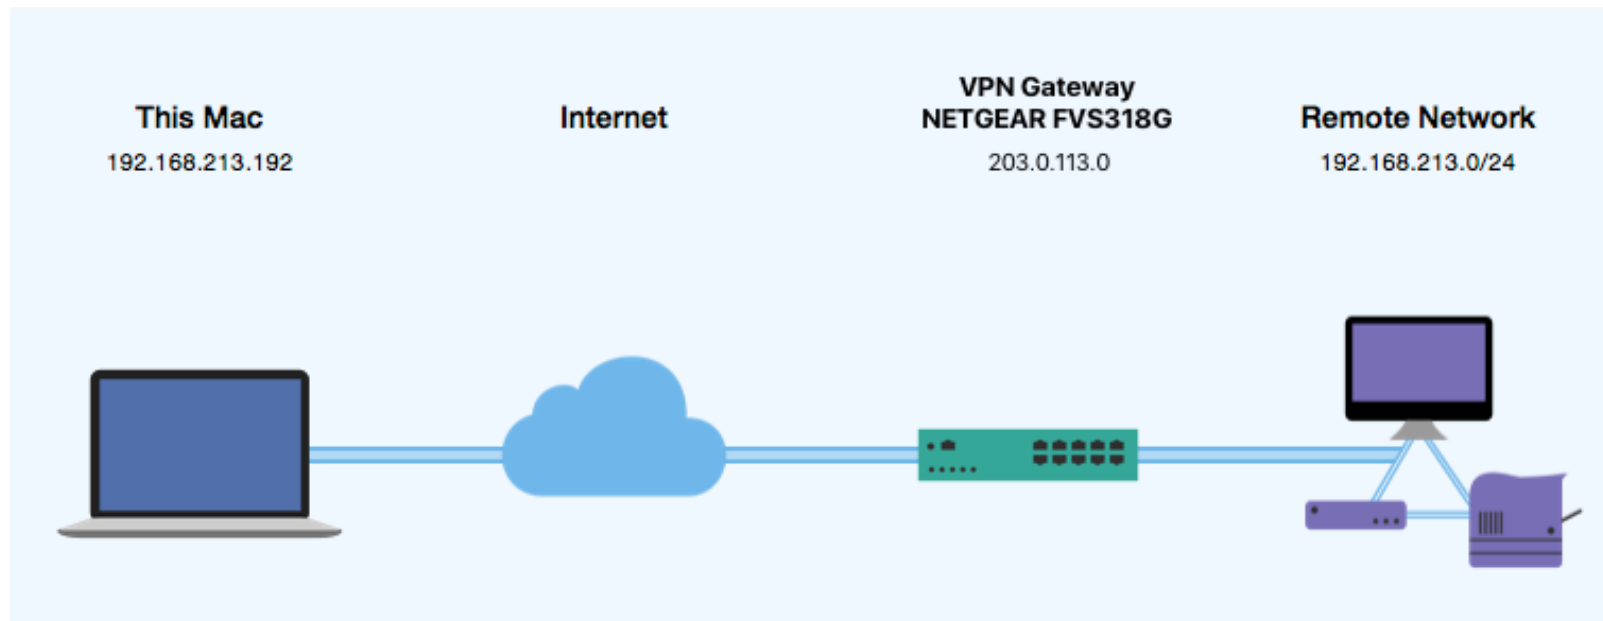 This Mac
192.168.213.192
Internet
VPN Gateway
NETGEAR FVS318G
203.0.113.0
Remote Network
192.168.213.0/24